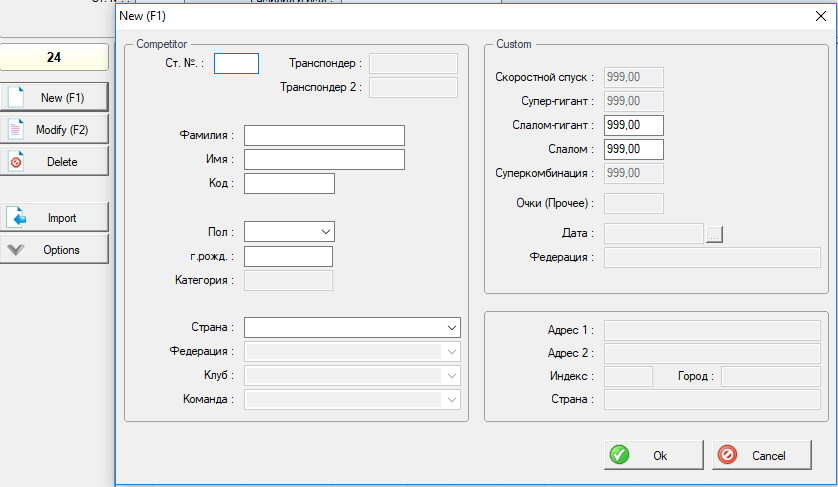 New (F1)
24
New (F1)
Modify (F2)
Delete
Import
Options
Competitor
Ст. №. :
Транспондер :
Транспондер 2 :
Фамилия :
Имя :
Код :
Пол :
г.рожд. :
Категория :
Страна :
Федерация :
Клуб :
Команда :
Custom
Скоростной спуск : 999,00
Супер-гигант : 999,00
Слалом-гигант : 999,00
Слалом : 999,00
Суперкомбинация : 999,00
Очки (Прочее) :
Дата : ...
Федерация :
Адрес 1 :
Адрес 2 :
Индекс : Город :
Страна :
Ok Cancel